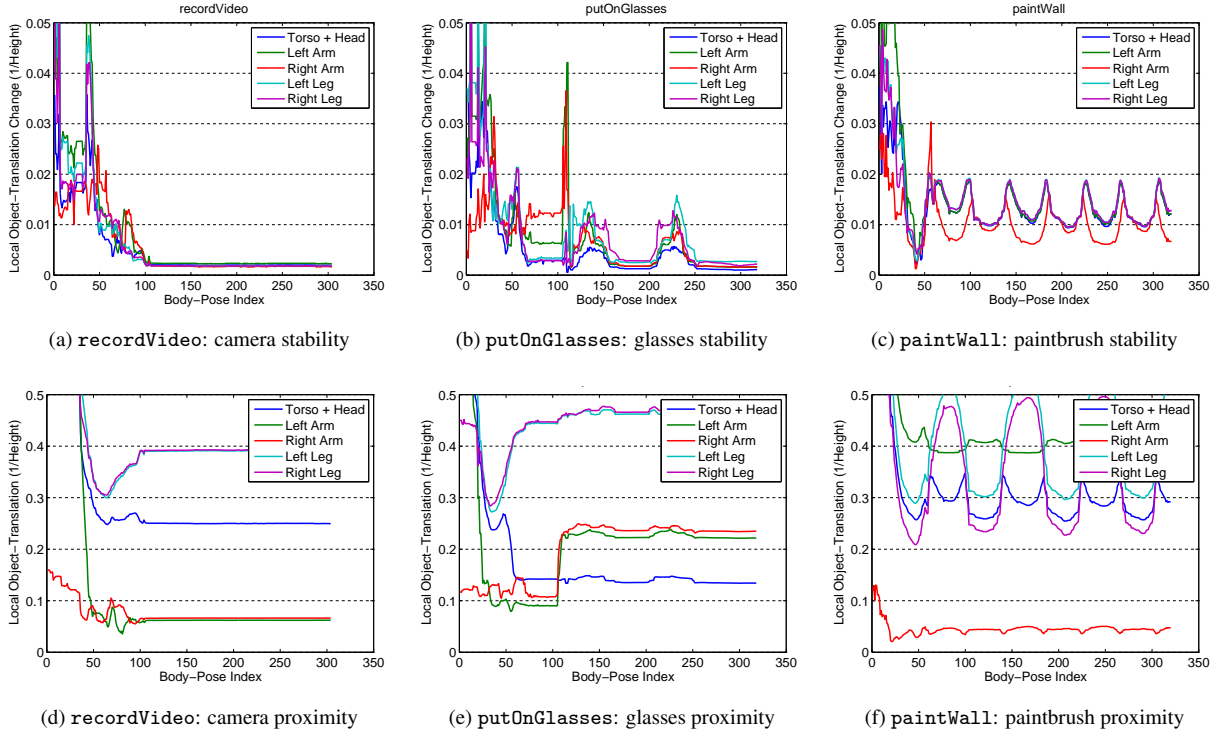 recordVideo
Local Object−Translation Change (1/Height)
0.05
0.04
0.03
0.02
0.01
0
0 50 100 150 200 250 300 350
Body−Pose Index
Torso + Head
Left Arm
Right Arm
Left Leg
Right Leg
(a) recordVideo: camera stability
putOnGlasses
Local Object−Translation Change (1/Height)
0.05
0.04
0.03
0.02
0.01
0
0 50 100 150 200 250 300 350
Body−Pose Index
Torso + Head
Left Arm
Right Arm
Left Leg
Right Leg
(b) putOnGlasses: glasses stability
paintWall
Local Object−Translation Change (1/Height)
0.05
0.04
0.03
0.02
0.01
0
0 50 100 150 200 250 300 350
Body−Pose Index
Torso + Head
Left Arm
Right Arm
Left Leg
Right Leg
(c) paintWall: paintbrush stability
Local Object−Translation (1/Height)
0.5
0.4
0.3
0.2
0.1
0
0 50 100 150 200 250 300 350
Body−Pose Index
Torso + Head
Left Arm
Right Arm
Left Leg
Right Leg
(d) recordVideo: camera proximity
Local Object−Translation (1/Height)
0.5
0.4
0.3
0.2
0.1
0
0 50 100 150 200 250 300 350
Body−Pose Index
Torso + Head
Left Arm
Right Arm
Left Leg
Right Leg
(e) putOnGlasses: glasses proximity
Local Object−Translation (1/Height)
0.5
0.4
0.3
0.2
0.1
0
0 50 100 150 200 250 300 350
Body−Pose Index
Torso + Head
Left Arm
Right Arm
Left Leg
Right Leg
(f) paintWall: paintbrush proximity